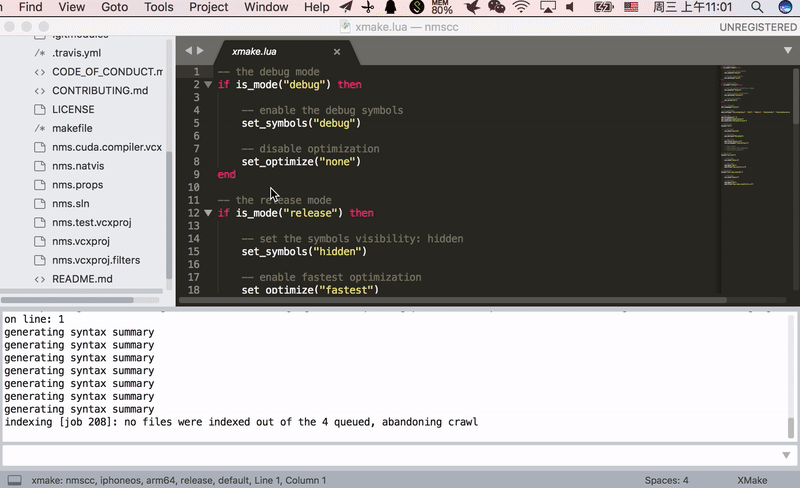 Find View Goto Tools Project Window Help MEM 80% 周三 上午11:01
xmake.lua — nmscc UNREGISTERED
.travis.yml
CODE_OF_CONDUCT.m
CONTRIBUTING.md
LICENSE
makefile
nms.cuda.compiler.vcx
nms.natvis
nms.props
nms.sln
nms.test.vcxproj
nms.vcxproj
nms.vcxproj.filters
README.md
xmake.lua ×
1 -- the debug mode
2 if is_mode("debug") then
3
4 -- enable the debug symbols
5 set_symbols("debug")
6
7 -- disable optimization
8 set_optimize("none")
9 end
10
11 -- the release mode
12 if is_mode("release") then
13
14 -- set the symbols visibility: hidden
15 set_symbols("hidden")
16
17 -- enable fastest optimization
18 set_optimize("fastest")
on line: 1
generating syntax summary
generating syntax summary
generating syntax summary
generating syntax summary
generating syntax summary
generating syntax summary
generating syntax summary
indexing [job 208]: no files were indexed out of the 4 queued, abandoning crawl
xmake: nmscc, iphoneos, arm64, release, default, Line 1, Column 1 Spaces: 4 XMake